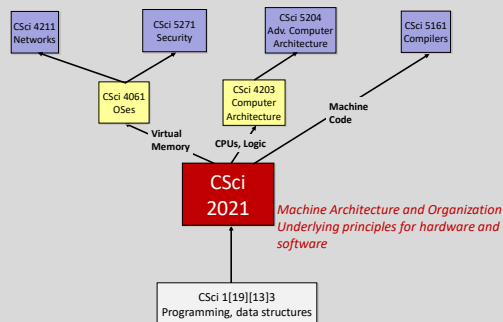 CSci 4211
Networks
CSci 5271
Security
CSci 5204
Adv. Computer
Architecture
CSci 5161
Compilers
CSci 4061
OSes
CSci 4203
Computer
Architecture
Machine
Code
Virtual
Memory
CPUs, Logic
CSci
2021
Machine Architecture and Organization
Underlying principles for hardware and
software
CSci 1[19][13]3
Programming, data structures